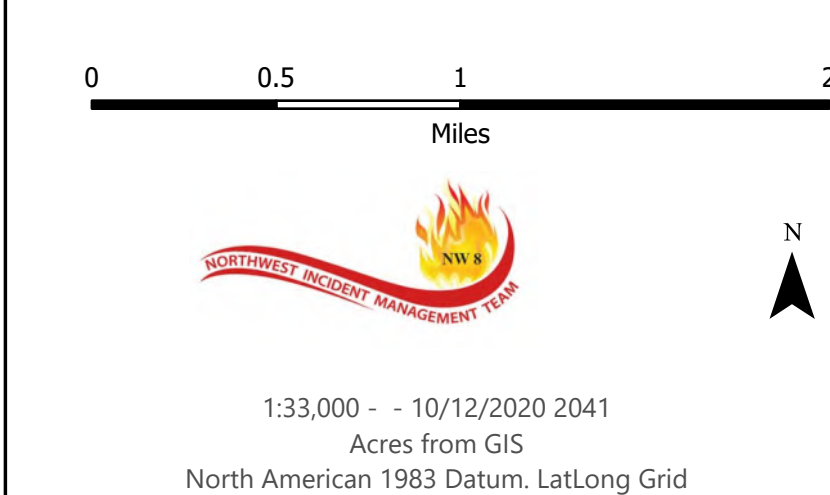 0 0.5 1 2
Miles
NORTHWEST INCIDENT MANAGEMENT TEAM
NW 8
N
1:33,000 - - 10/12/2020 2041
Acres from GIS
North American 1983 Datum. LatLong Grid